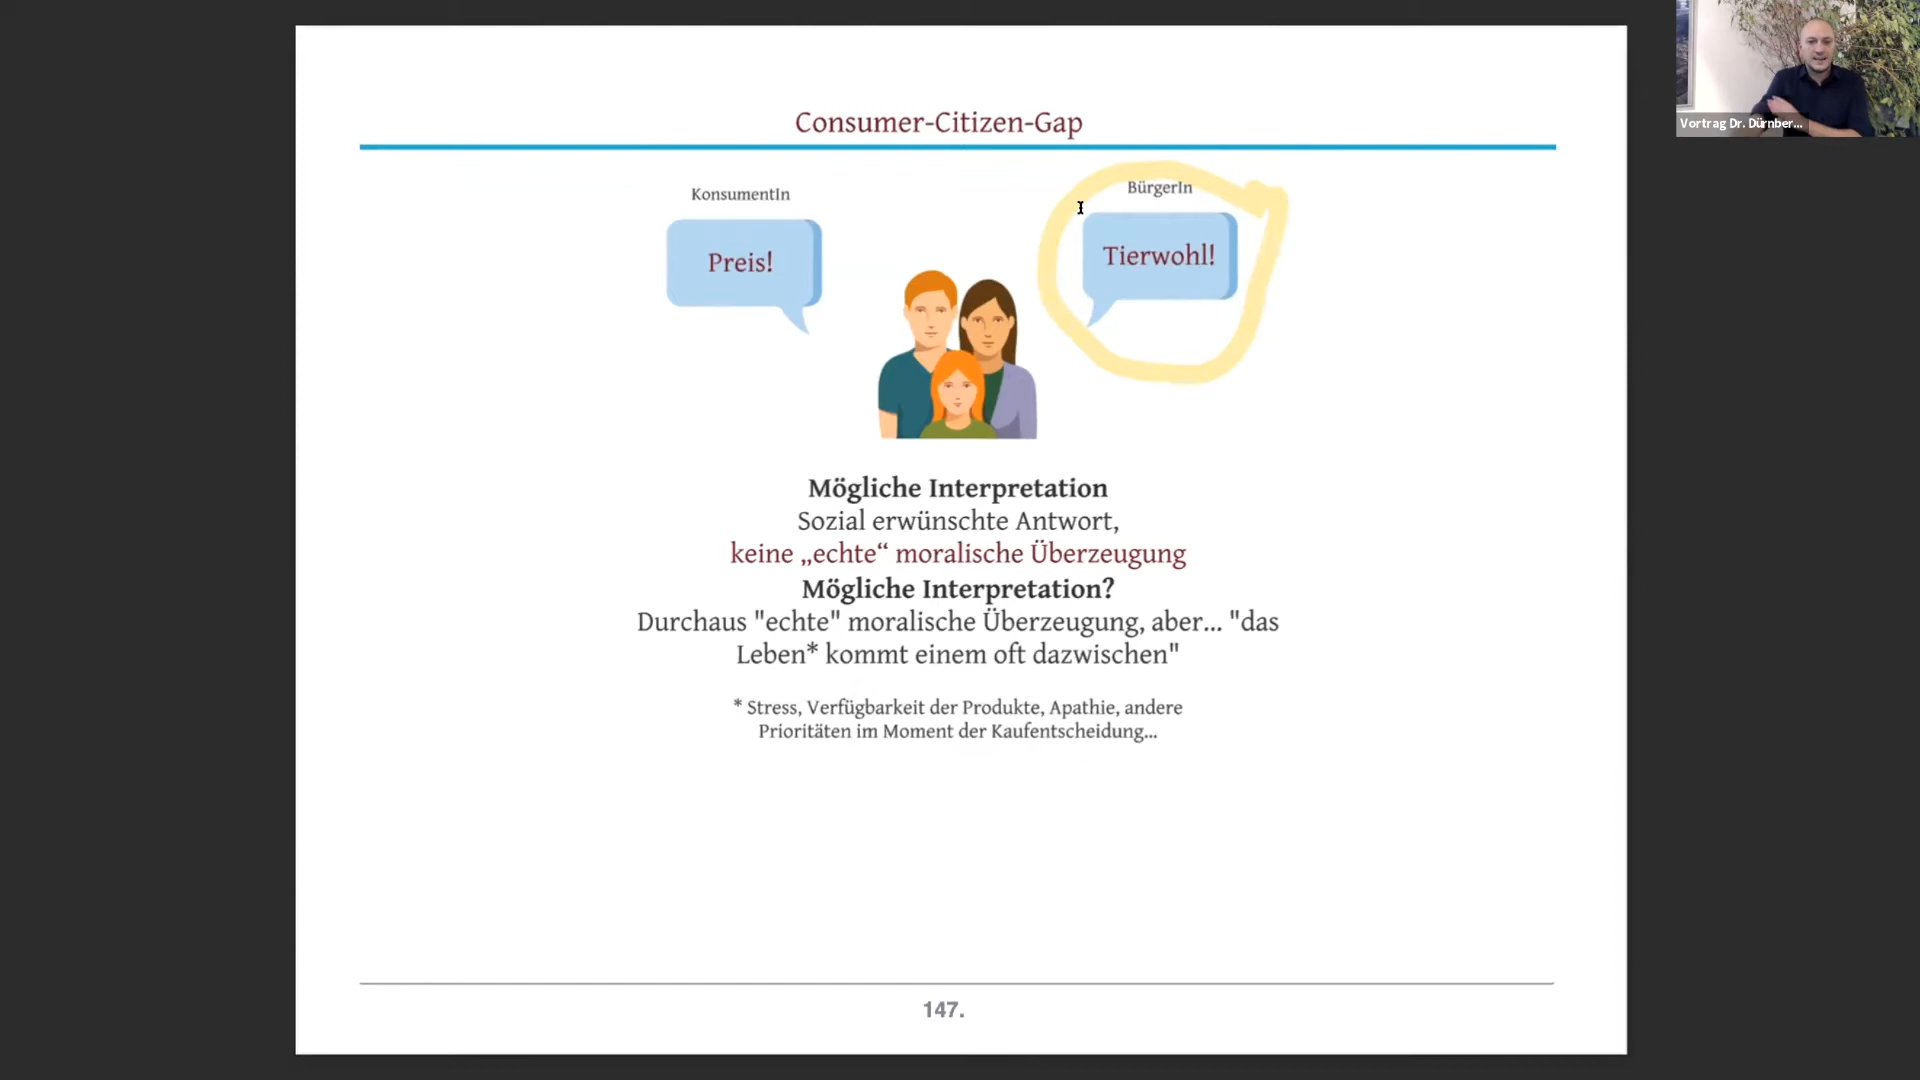 Consumer-Citizen-Gap
KonsumentIn
BürgerIn
Preis!
Tierwohl!
Mögliche Interpretation
Sozial erwünschte Antwort,
keine „echte“ moralische Überzeugung
Mögliche Interpretation?
Durchaus "echte" moralische Überzeugung, aber... "das
Leben* kommt einem oft dazwischen"
* Stress, Verfügbarkeit der Produkte, Apathie, andere
Prioritäten im Moment der Kaufentscheidung...
147.
Vortrag Dr. Dürnber...